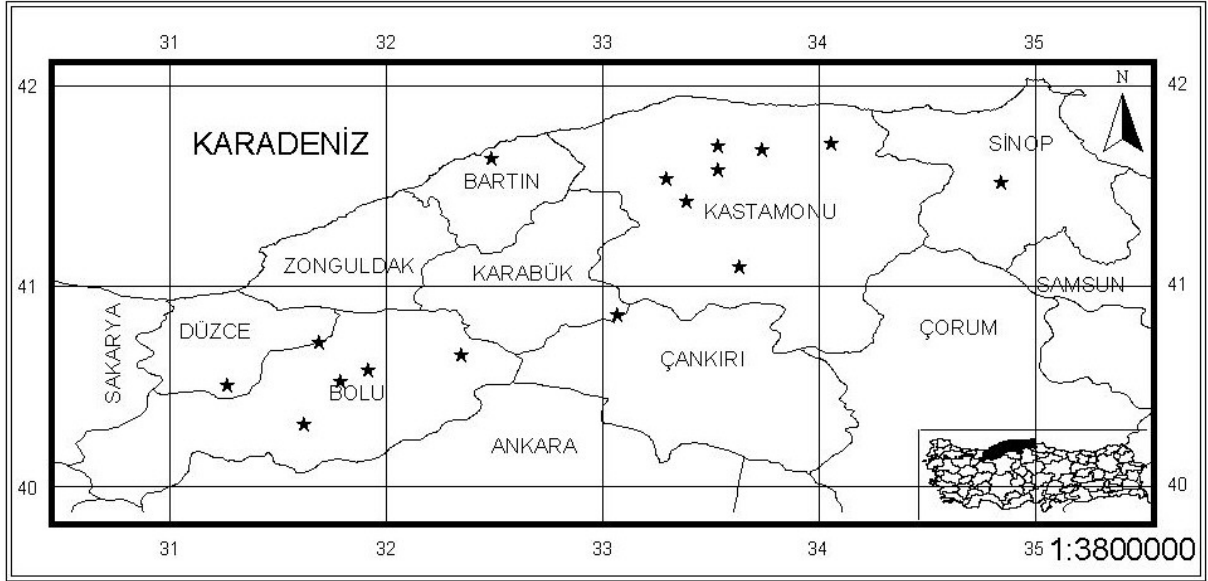 31 32 33 34 35
42 42
N
KARADENİZ
SİNOP
BARTIN
KASTAMONU
ZONGULDAK
KARABÜK
SAMSUN
41 41
DÜZCE
ÇORUM
SAKARYA
ÇANKIRI
BOLU
ANKARA
40 40
31 32 33 34 35
1:3800000